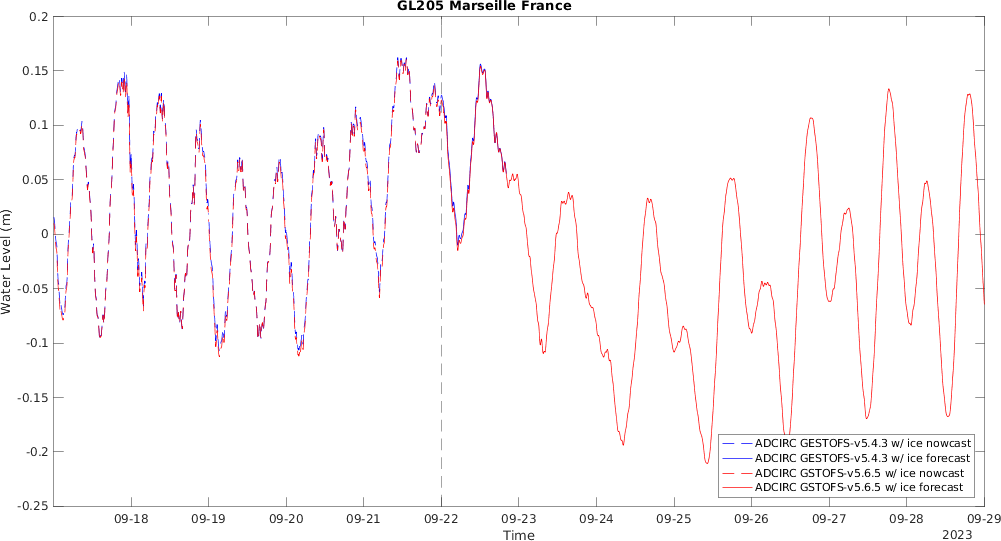 GL205 Marseille France
0.2
0.15
0.1
0.05
0
-0.05
-0.1
-0.15
-0.2
-0.25
Water Level (m)
ADCIRC GESTOFS-v5.4.3 w/ ice nowcast
ADCIRC GESTOFS-v5.4.3 w/ ice forecast
ADCIRC GSTOFS-v5.6.5 w/ ice nowcast
ADCIRC GSTOFS-v5.6.5 w/ ice forecast
09-18 09-19 09-20 09-21 09-22 09-23 09-24 09-25 09-26 09-27 09-28 09-29
Time
2023